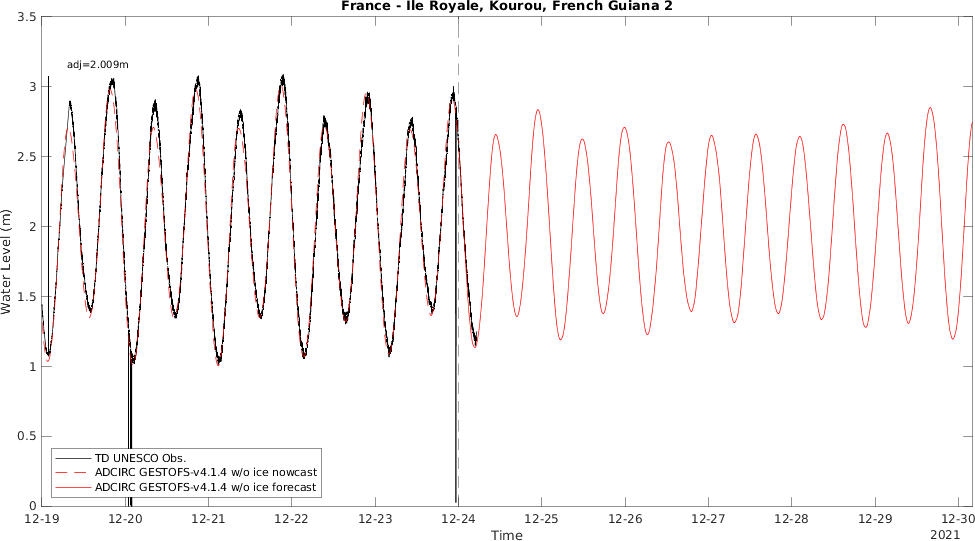 France - Ile Royale, Kourou, French Guiana 2
adj=2.009m
3.5
3
2.5
2
1.5
1
0.5
0
Water Level (m)
TD UNESCO Obs.
ADCIRC GESTOFS-v4.1.4 w/o ice nowcast
ADCIRC GESTOFS-v4.1.4 w/o ice forecast
12-19 12-20 12-21 12-22 12-23 12-24 12-25 12-26 12-27 12-28 12-29 12-30
Time
2021